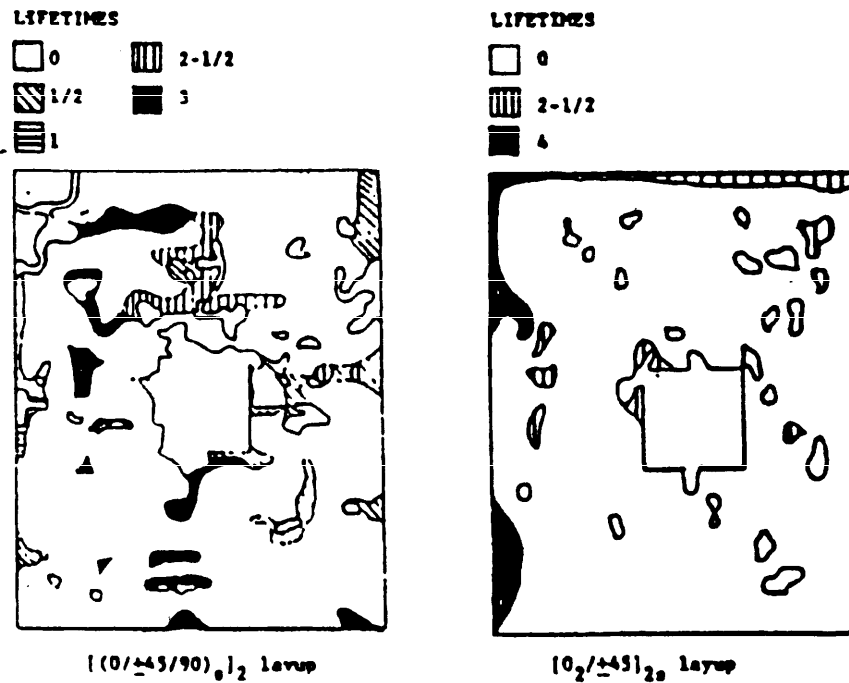 LIFETIMES
0
2-1/2
1/2
3
1
LIFETIMES
0
2-1/2
4
[(0/±45/90)s]2 layup
[O2/±45]2s layup